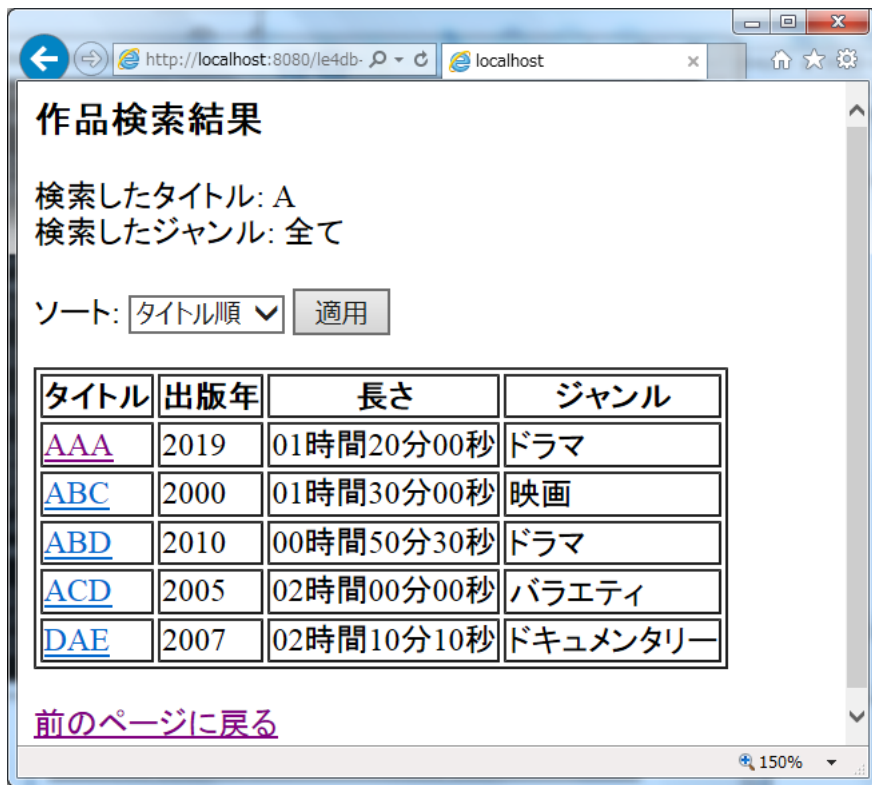 http://localhost:8080/le4db- localhost
作品検索結果
検索したタイトル: A
検索したジャンル: 全て
ソート: タイトル順 適用
タイトル 出版年 長さ ジャンル
AAA 2019 01時間20分00秒 ドラマ
ABC 2000 01時間30分00秒 映画
ABD 2010 00時間50分30秒 ドラマ
ACD 2005 02時間00分00秒 バラエティ
DAE 2007 02時間10分10秒 ドキュメンタリー
前のページに戻る
150%